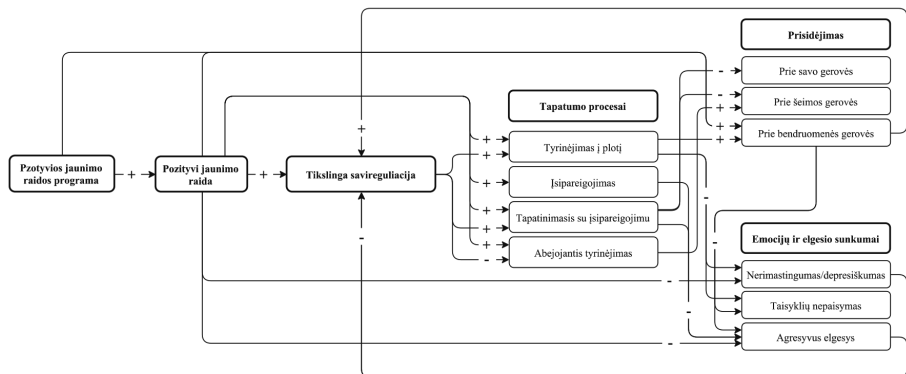 Prisidėjimas
Prie savo gerovės
Prie šeimos gerovės
Prie bendruomenės gerovės
Tapatumo procesai
Tyrinėjimas į plotį
Įsipareigojimas
Tapatinimasis su įsipareigojimu
Abejojantis tyrinėjimas
Pzotyvios jaunimo
raidos programa
Pozityvi jaunimo
raida
Tikslinga savireguliacija
Emocijų ir elgesio sunkumai
Nerimastingumas/depresiškumas
Taisyklių nepaisymas
Agresyvus elgesys